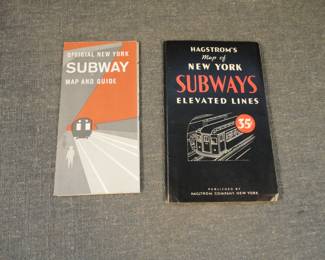 OFFICIAL NEW YORK
SUBWAY
MAP AND GUIDE
HAGSTROM'S
Map of
NEW YORK
SUBWAYS
ELEVATED LINES
35¢
PUBLISHED BY
HAGSTROM COMPANY NEW YORK